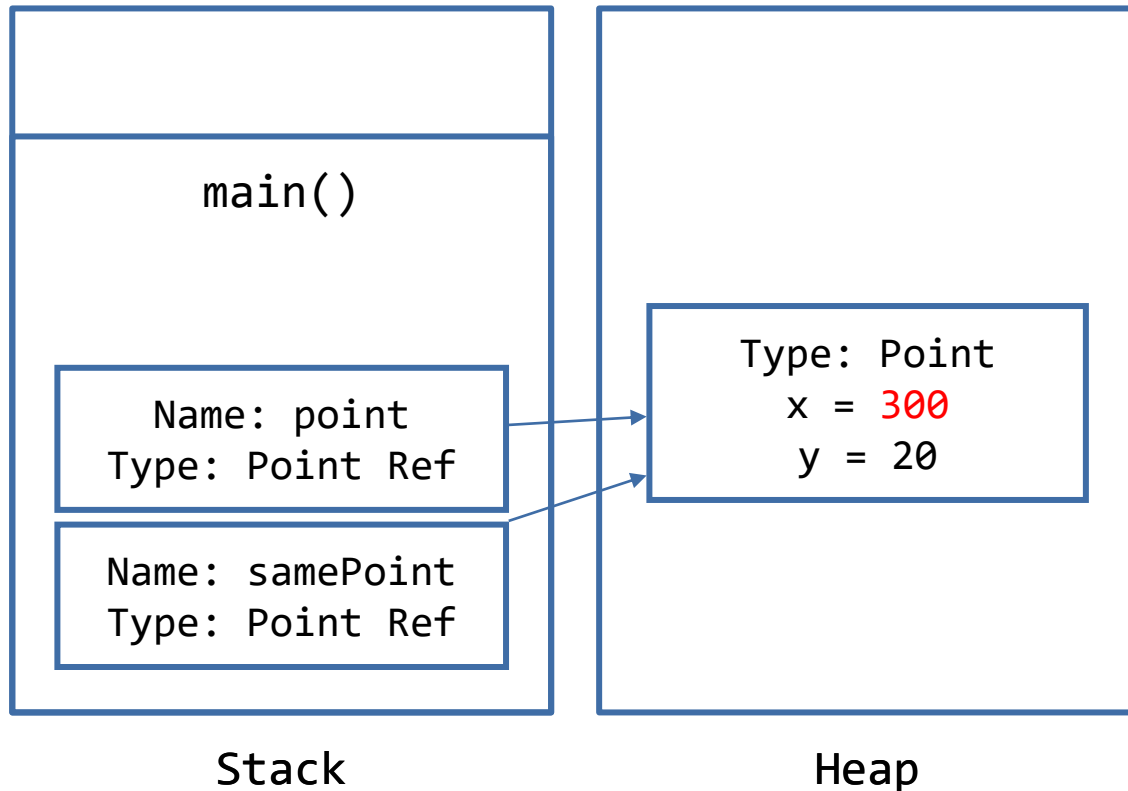 main()
Name: point
Type: Point Ref
Name: samePoint
Type: Point Ref
Stack
Type: Point
x = 300
y = 20
Heap